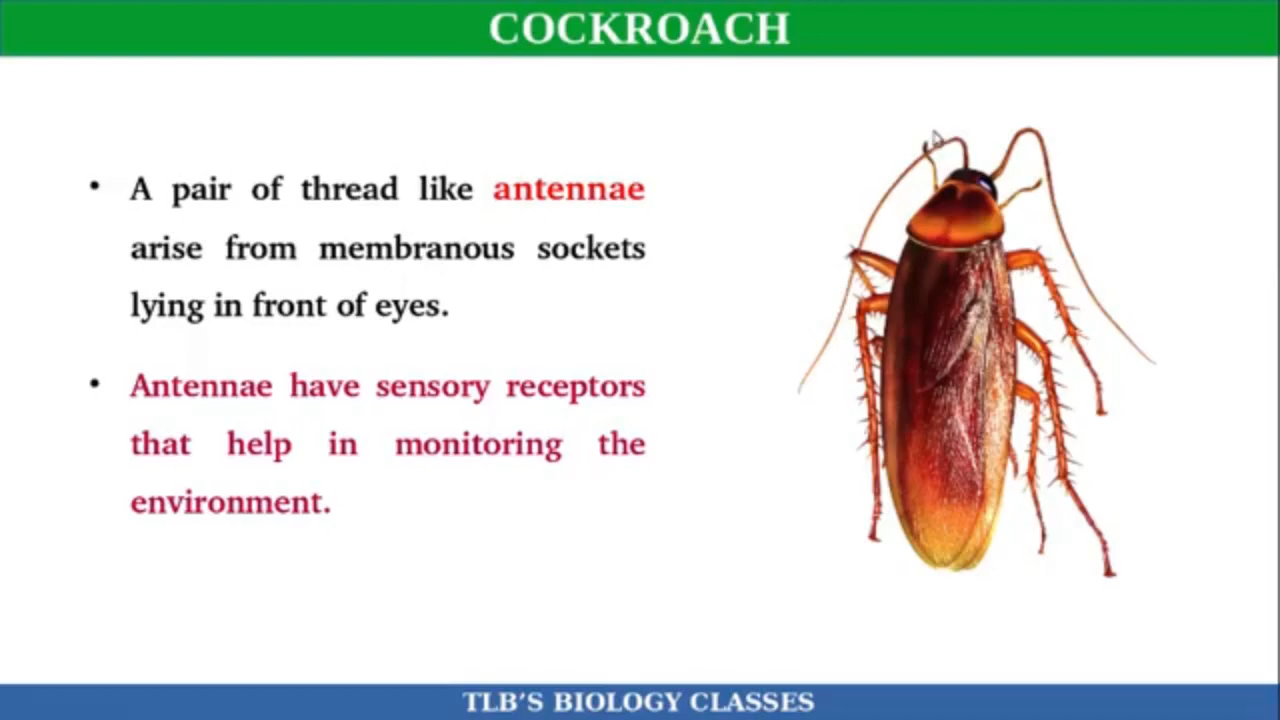 COCKROACH
• A pair of thread like antennae
arise from membranous sockets
lying in front of eyes.
• Antennae have sensory receptors
that help in monitoring the
environment.
TLB’S BIOLOGY CLASSES